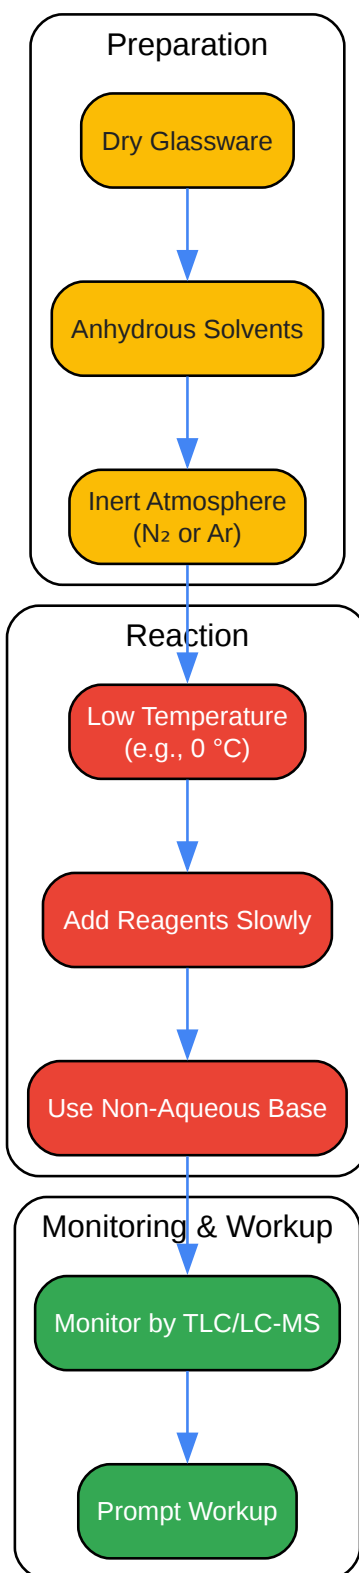 Preparation
Dry Glassware
Anhydrous Solvents
Inert Atmosphere
(N₂ or Ar)
Reaction
Low Temperature
(e.g., 0 °C)
Add Reagents Slowly
Use Non-Aqueous Base
Monitoring & Workup
Monitor by TLC/LC-MS
Prompt Workup